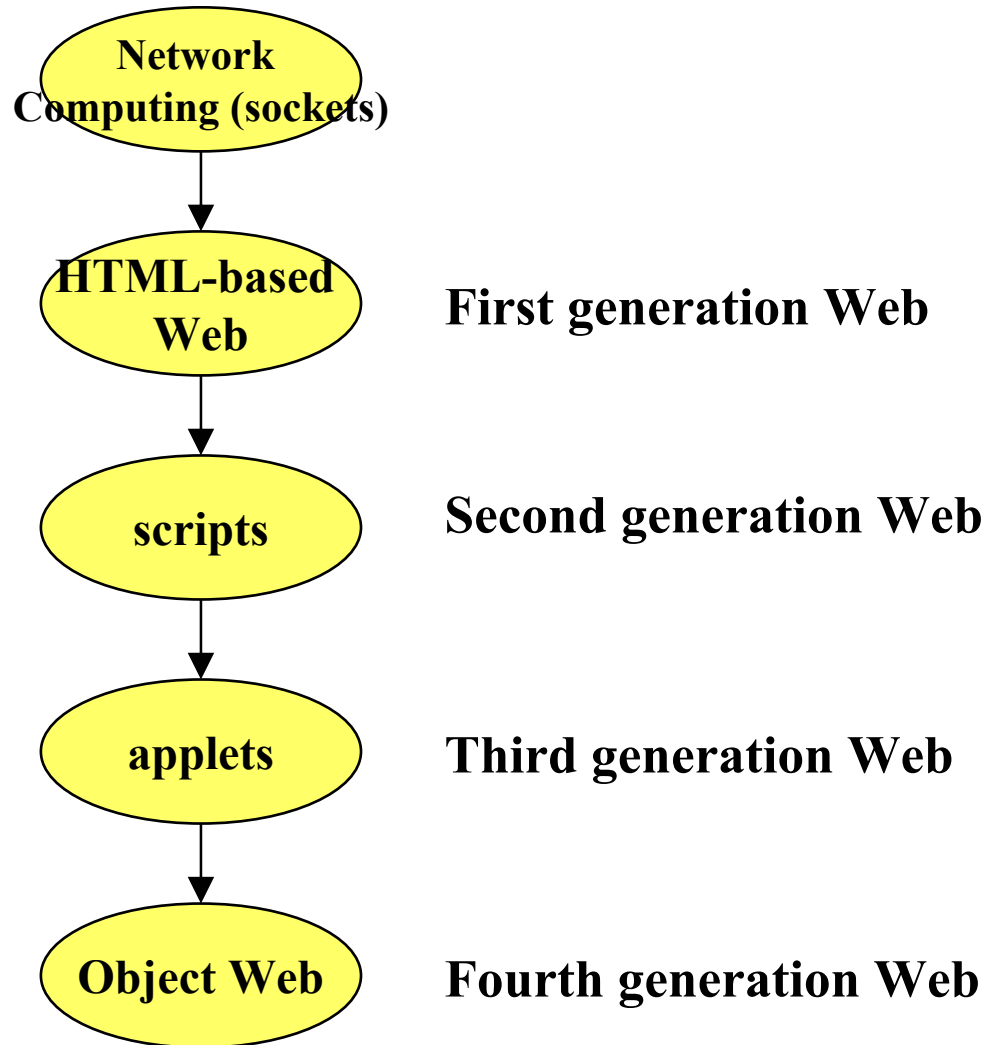 Network
Computing (sockets)
HTML-based
Web
First generation Web
scripts
Second generation Web
applets
Third generation Web
Object Web
Fourth generation Web